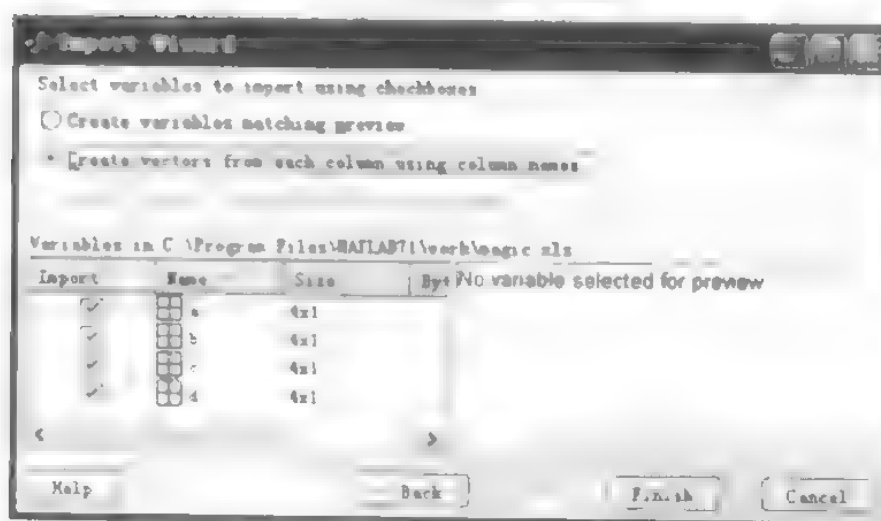 Import Wizard
Select variables to import using checkboxes
Create variables matching preview
Create vectors from each column using column names
Variables in C:\Program Files\MATLAB71\work\magic.xls
Import Name Size Byt
a 4x1
b 4x1
c 4x1
d 4x1
No variable selected for preview
< >
Help Back Finish Cancel